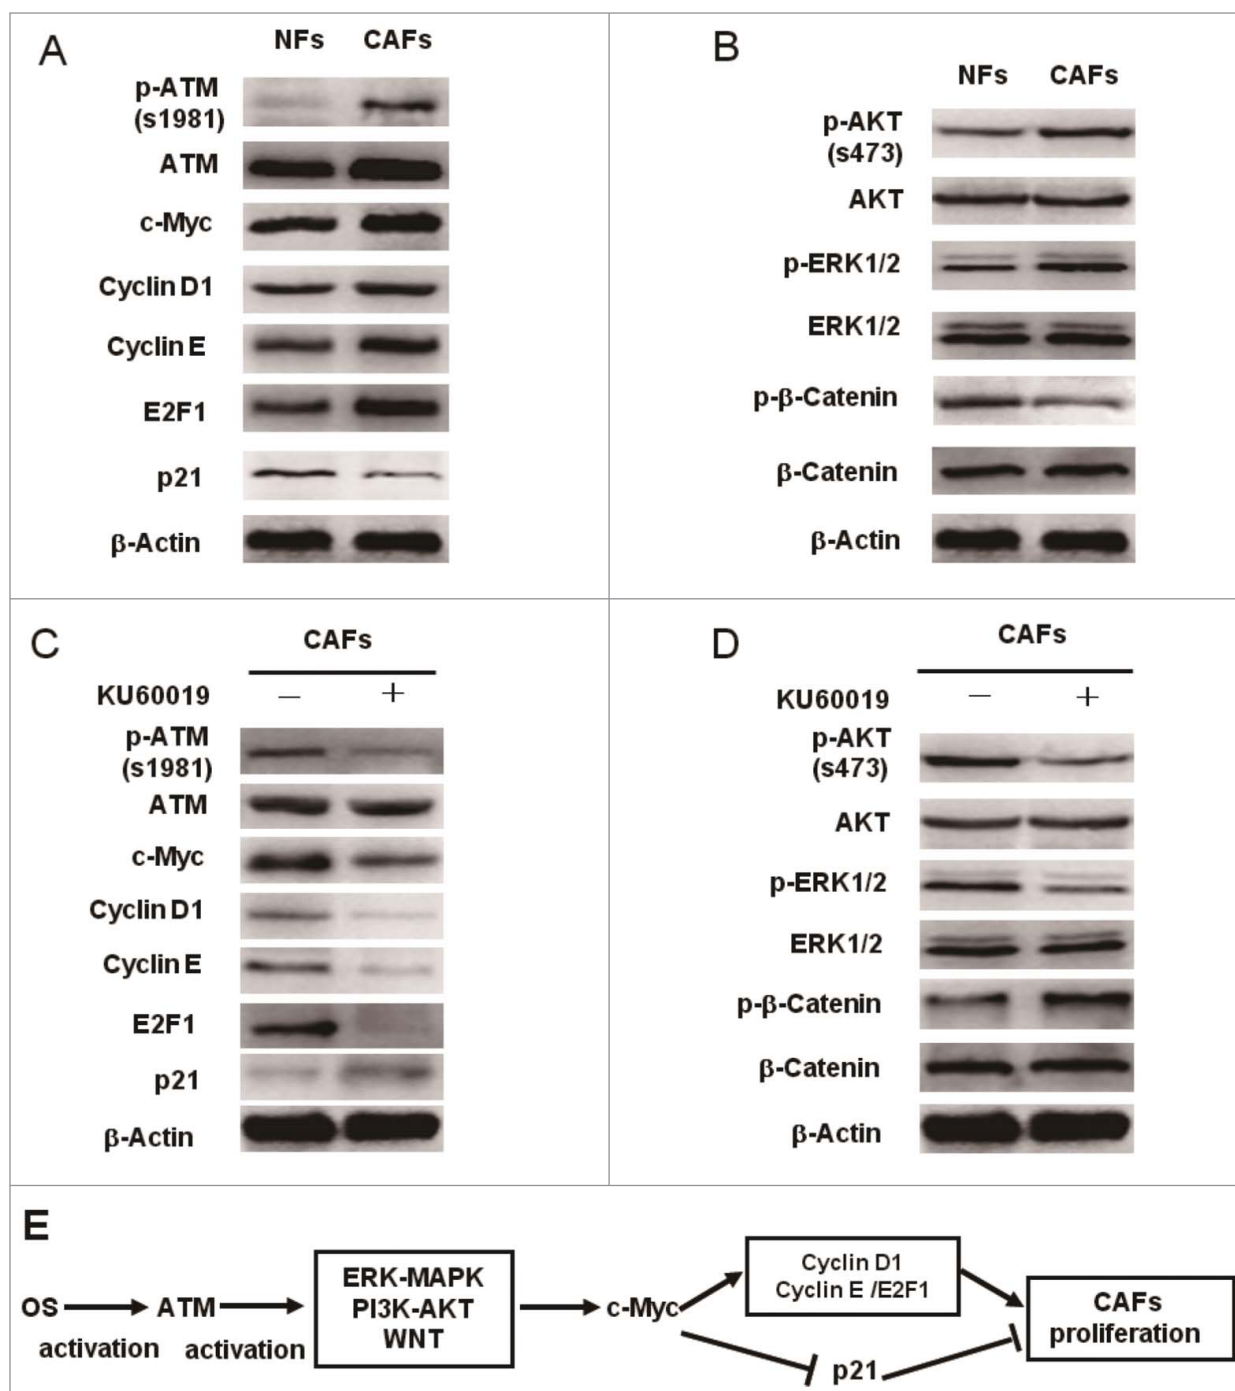 A
NFs CAFs
p-ATM
(s1981)
ATM
c-Myc
Cyclin D1
Cyclin E
E2F1
p21
β-Actin
B
NFs CAFs
p-AKT
(s473)
AKT
p-ERK1/2
ERK1/2
p-β-Catenin
β-Catenin
β-Actin
C
CAFs
KU60019 − +
p-ATM
(s1981)
ATM
c-Myc
Cyclin D1
Cyclin E
E2F1
p21
β-Actin
D
CAFs
KU60019 − +
p-AKT
(s473)
AKT
p-ERK1/2
ERK1/2
p-β-Catenin
β-Catenin
β-Actin
E
OS
activation
ATM
activation
ERK-MAPK
PI3K-AKT
WNT
c-Myc
Cyclin D1
Cyclin E /E2F1
p21
CAFs
proliferation